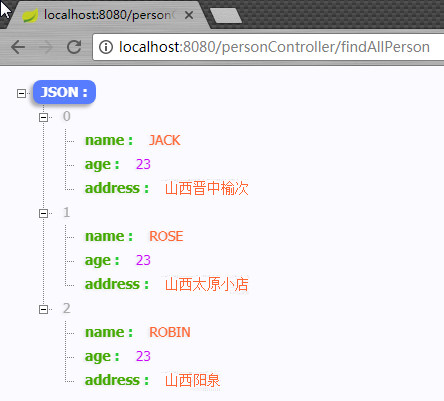 localhost:8080/personCo
localhost:8080/personController/findAllPerson
JSON :
0
name : JACK
age : 23
address : 山西晋中榆次
1
name : ROSE
age : 23
address : 山西太原小店
2
name : ROBIN
age : 23
address : 山西阳泉